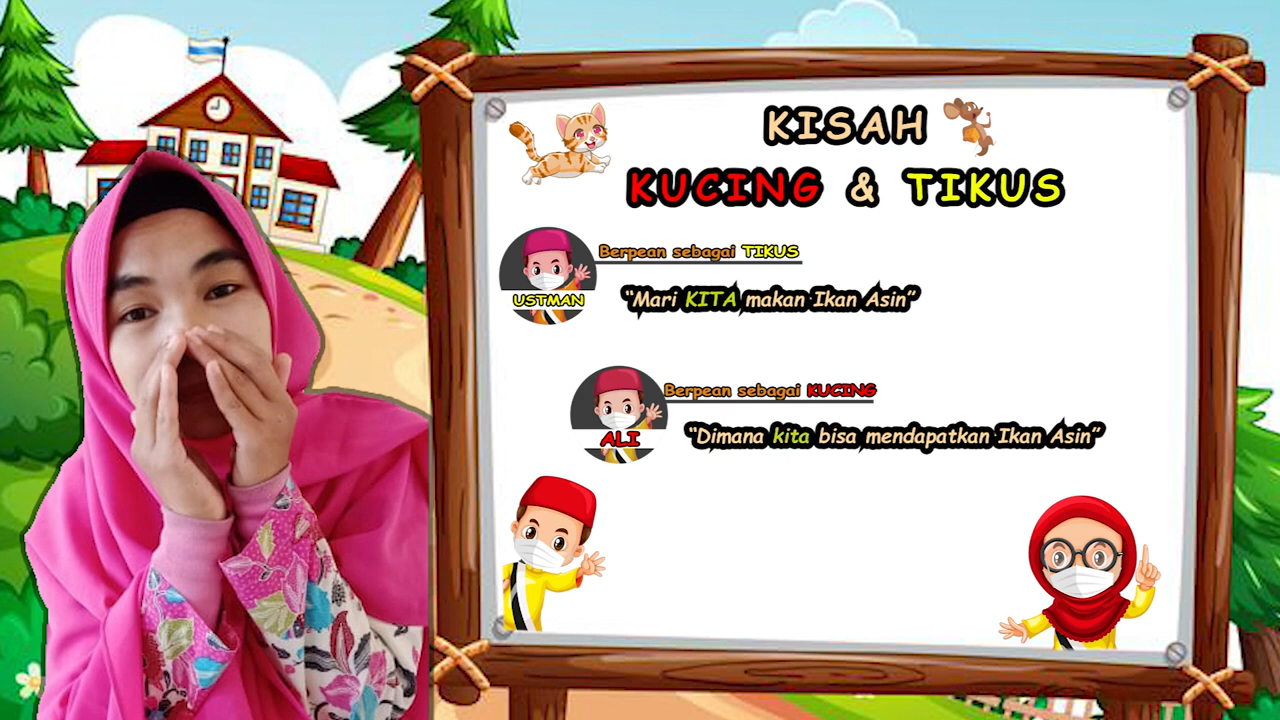 KISAH
KUCING & TIKUS
Berpean sebagai TIKUS
USTMAN
“Mari KITA makan Ikan Asin”
Berpean sebagai KUCING
ALI
“Dimana kita bisa mendapatkan Ikan Asin”